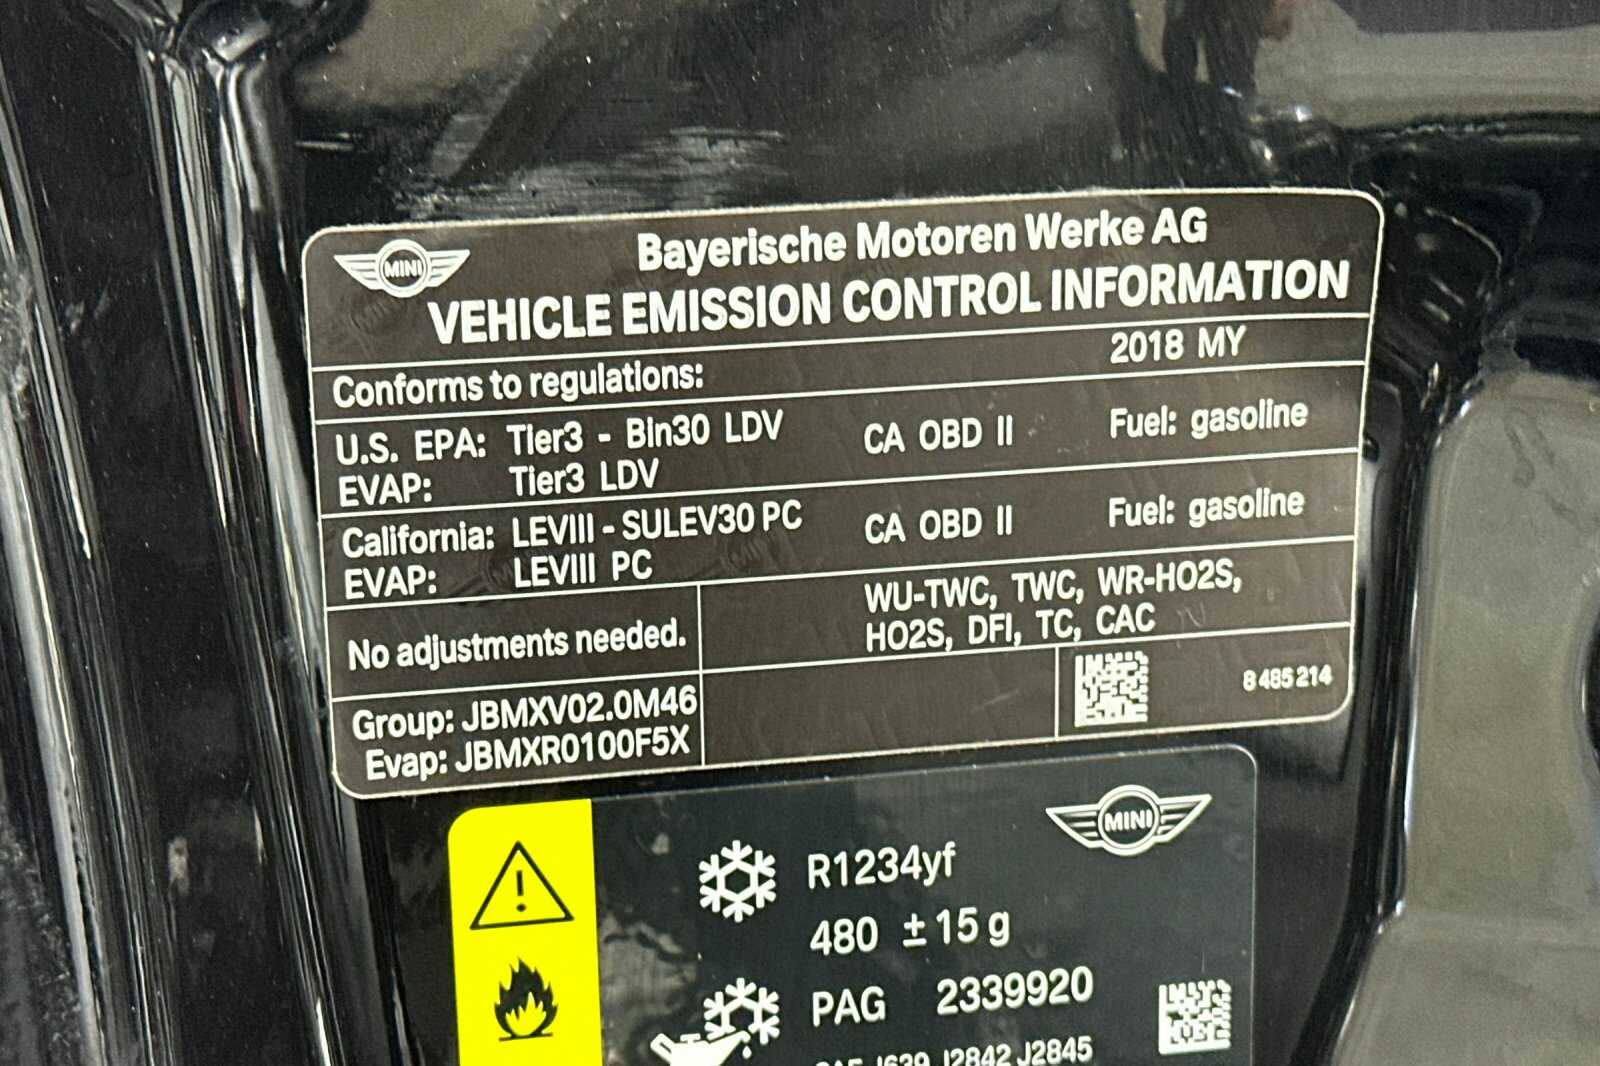 MINI
Bayerische Motoren Werke AG
VEHICLE EMISSION CONTROL INFORMATION
Conforms to regulations: 2018 MY
U.S. EPA: Tier3 - Bin30 LDV CA OBD II Fuel: gasoline
EVAP: Tier3 LDV
California: LEVIII - SULEV30 PC CA OBD II Fuel: gasoline
EVAP: LEVIII PC
No adjustments needed. WU-TWC, TWC, WR-HO2S,
HO2S, DFI, TC, CAC
Group: JBMXV02.0M46
Evap: JBMXR0100F5X
8 485 214
MINI
R1234yf
480 ± 15 g
PAG 2339920
J639 J2842 J2845